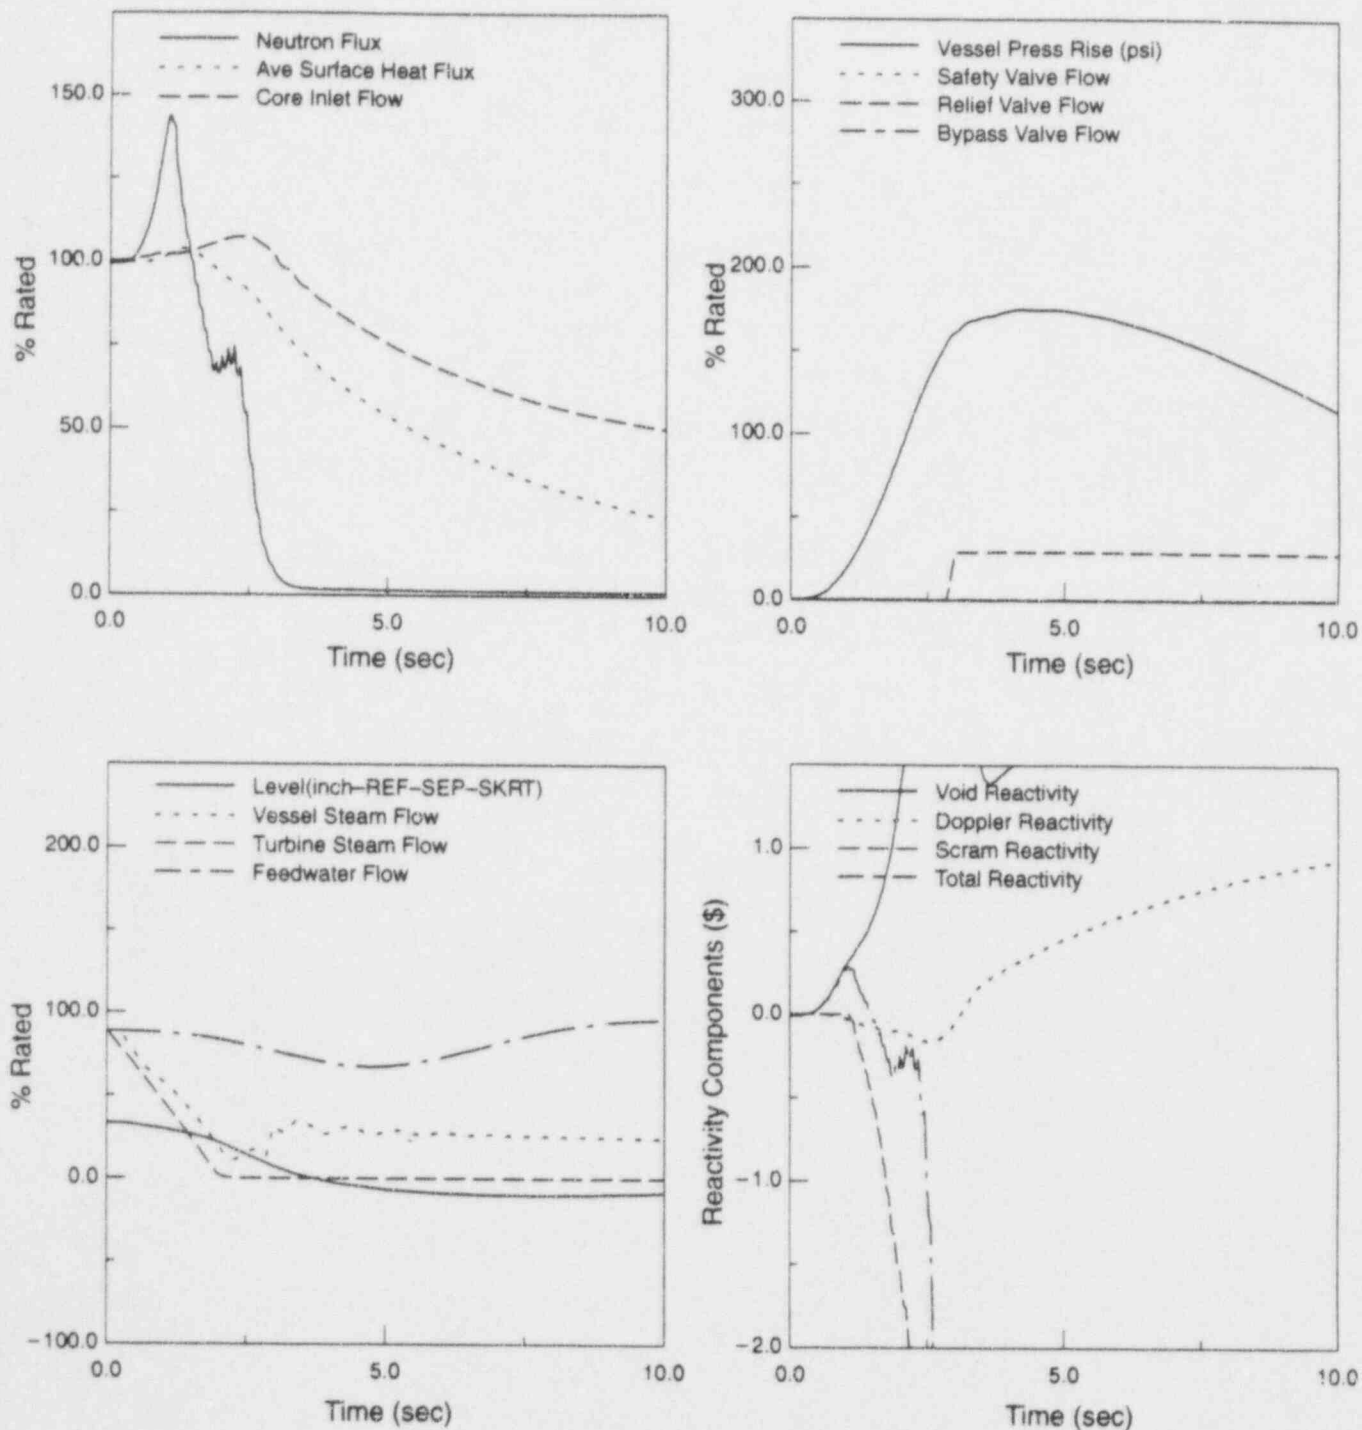 Neutron Flux
Ave Surface Heat Flux
Core Inlet Flow
150.0
100.0
50.0
0.0
% Rated
0.0
5.0
10.0
Time (sec)
Vessel Press Rise (psi)
Safety Valve Flow
Relief Valve Flow
Bypass Valve Flow
300.0
200.0
100.0
0.0
% Rated
0.0
5.0
10.0
Time (sec)
Level(inch-REF-SEP-SKRT)
Vessel Steam Flow
Turbine Steam Flow
Feedwater Flow
200.0
100.0
0.0
-100.0
% Rated
0.0
5.0
10.0
Time (sec)
Void Reactivity
Doppler Reactivity
Scram Reactivity
Total Reactivity
1.0
0.0
-1.0
-2.0
Reactivity Components ($)
0.0
5.0
10.0
Time (sec)